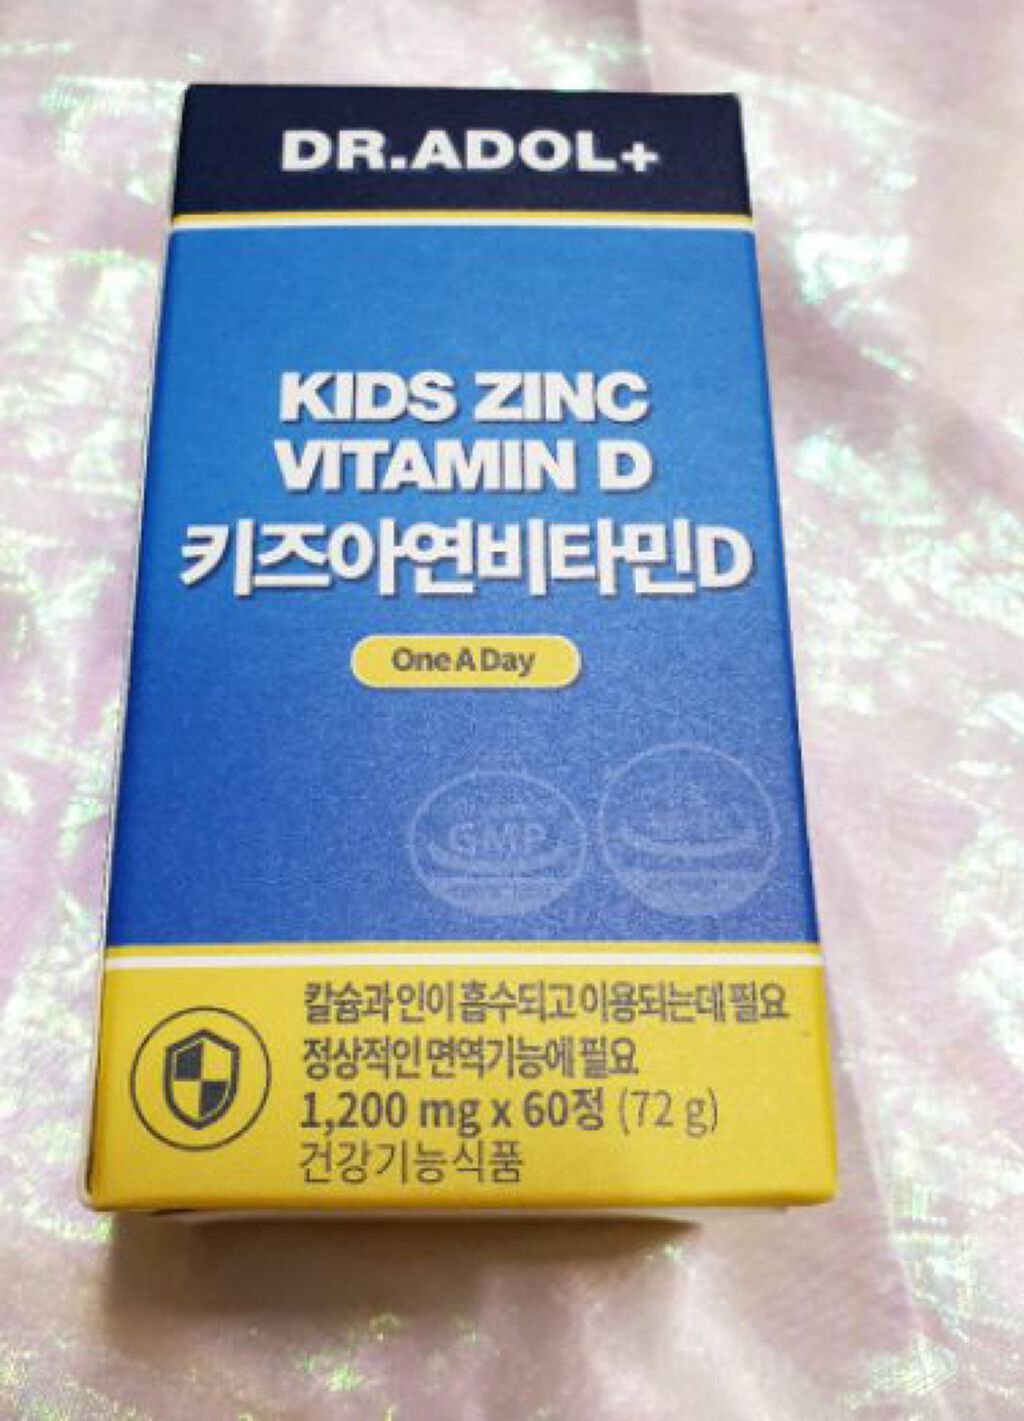 DR.ADOL+
KIDS ZINC
VITAMIN D
키즈아연비타민D
One A Day
GMP
칼슘과 인이 흡수되고 이용되는데 필요
정상적인 면역기능에 필요
1,200 mg x 60정 (72 g)
건강기능식품